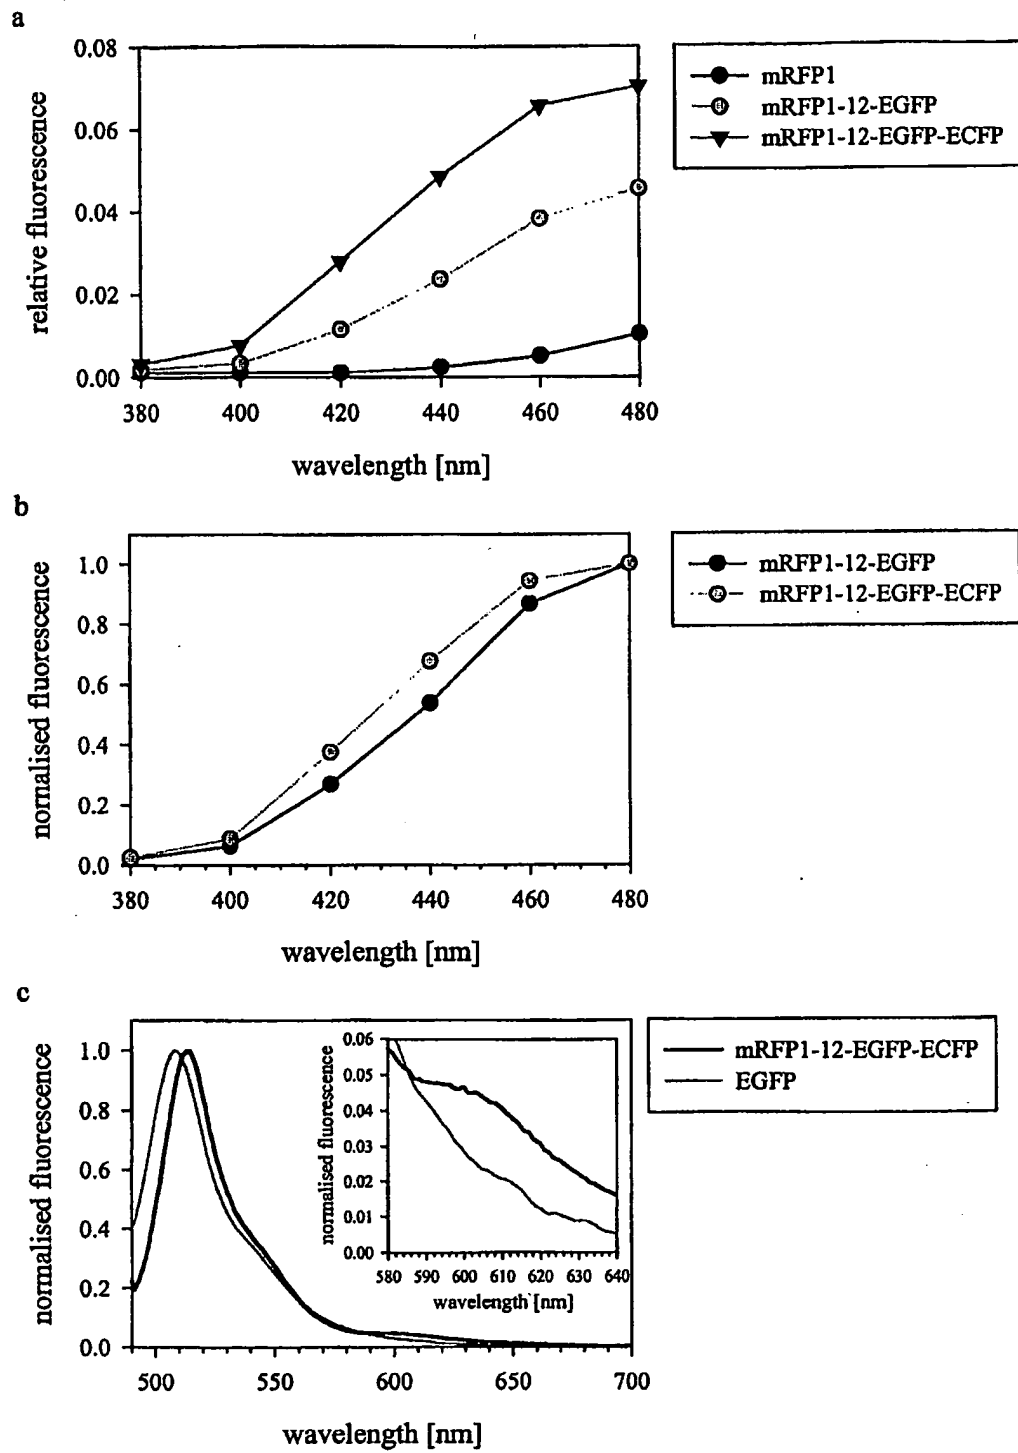 a
0.08
0.06
0.04
0.02
0.00
relative fluorescence
380 400 420 440 460 480
wavelength [nm]
mRFP1
mRFP1-12-EGFP
mRFP1-12-EGFP-ECFP
b
1.0
0.8
0.6
0.4
0.2
0.0
normalised fluorescence
380 400 420 440 460 480
wavelength [nm]
mRFP1-12-EGFP
mRFP1-12-EGFP-ECFP
c
1.0
0.8
0.6
0.4
0.2
0.0
normalised fluorescence
500 550 600 650 700
wavelength [nm]
0.06
0.05
0.04
0.03
0.02
0.01
0.00
normalised fluorescence
580 590 600 610 620 630 640
wavelength [nm]
mRFP1-12-EGFP-ECFP
EGFP